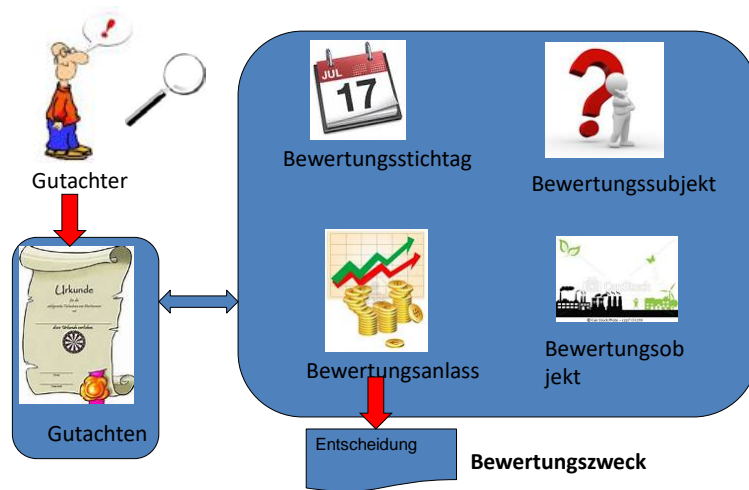 !
Gutachter
JUL
17
Bewertungsstichtag
?
Bewertungssubjekt
Urkunde
Gutachten
Bewertungsanlass
Bewertungsob
jekt
Entscheidung
Bewertungszweck